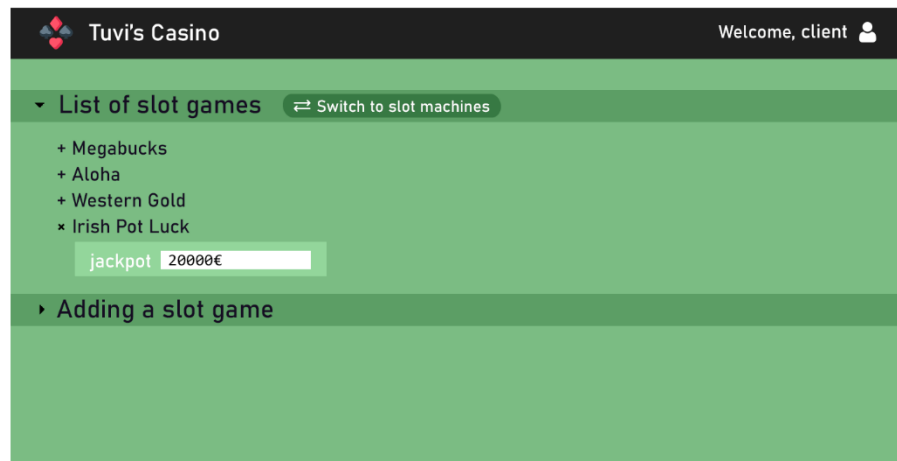 Tuvi's Casino
Welcome, client
List of slot games
Switch to slot machines
+ Megabucks
+ Aloha
+ Western Gold
× Irish Pot Luck
jackpot 20000€
Adding a slot game